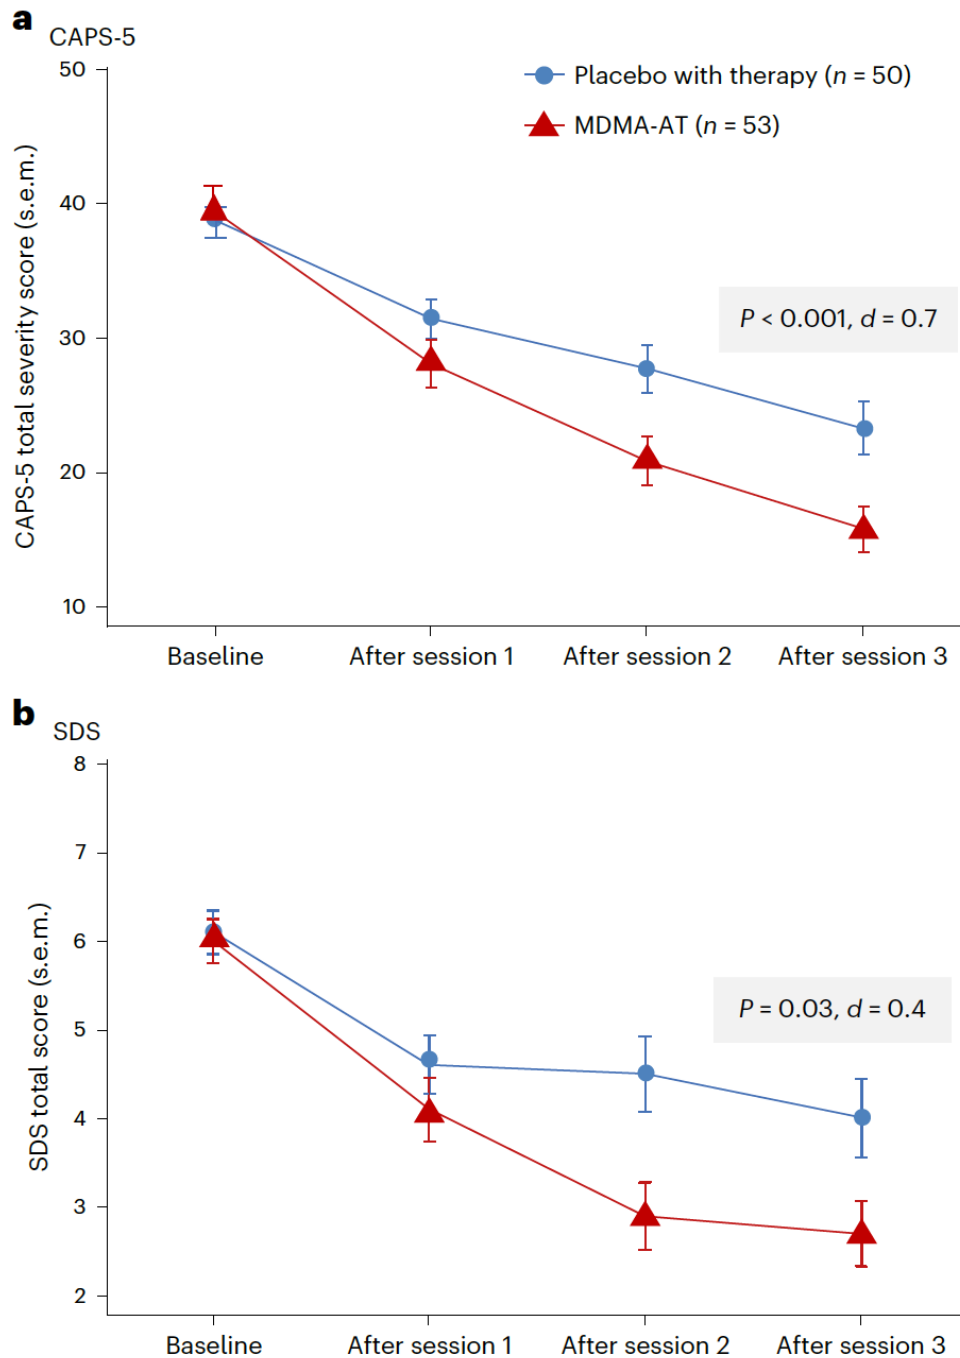 a
CAPS-5
50
40
30
20
10
CAPS-5 total severity score (s.e.m.)
Placebo with therapy (n = 50)
MDMA-AT (n = 53)
P < 0.001, d = 0.7
Baseline
After session 1
After session 2
After session 3
b
SDS
8
7
6
5
4
3
2
SDS total score (s.e.m.)
P = 0.03, d = 0.4
Baseline
After session 1
After session 2
After session 3